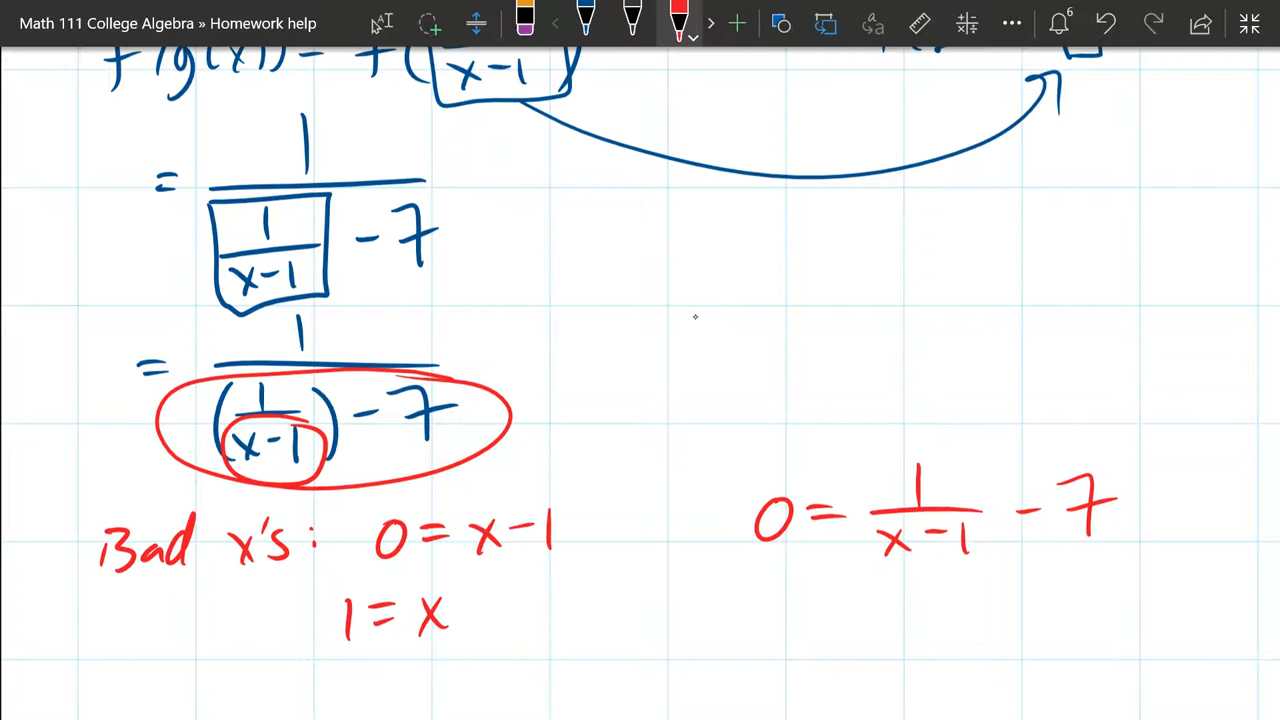 Math 111 College Algebra » Homework help
6
f(g(x)) = f(1/(x-1))
= 1/(1/(x-1) - 7)
= 1/((1/(x-1)) - 7)
Bad x's: 0 = x-1
1 = x
0 = 1/(x-1) - 7